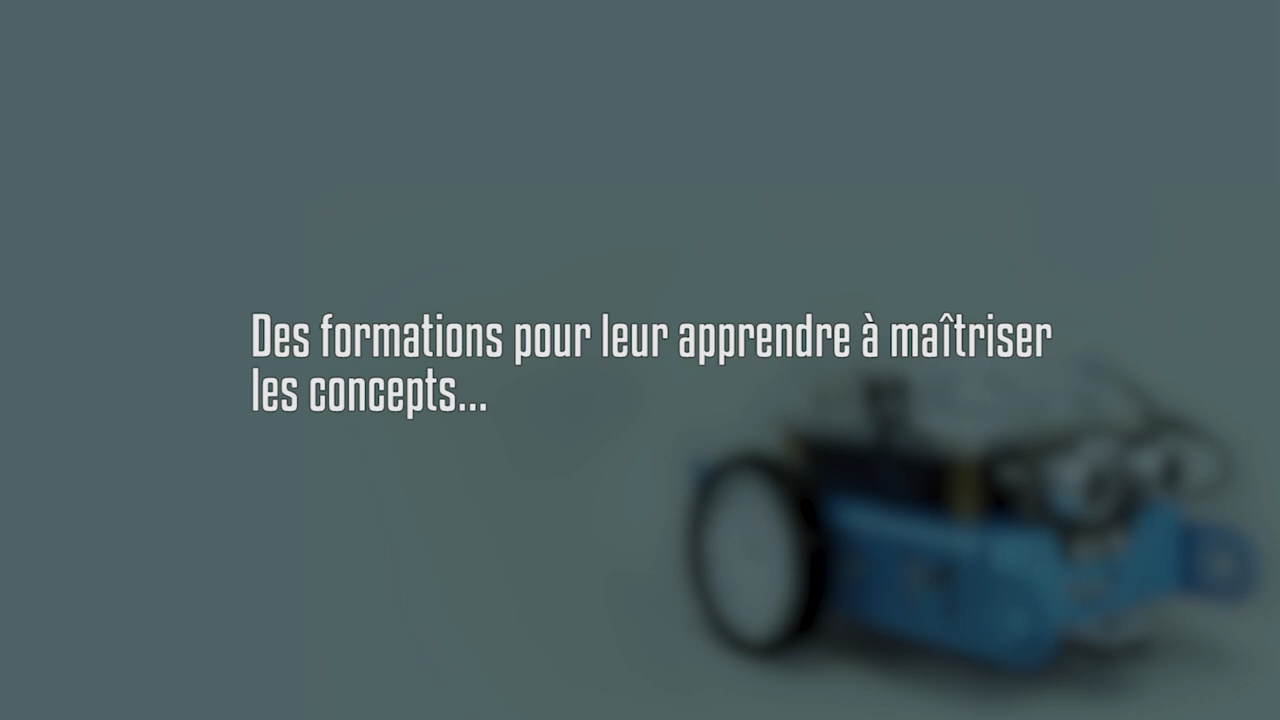 Des formations pour leur apprendre à maîtriser
les concepts...